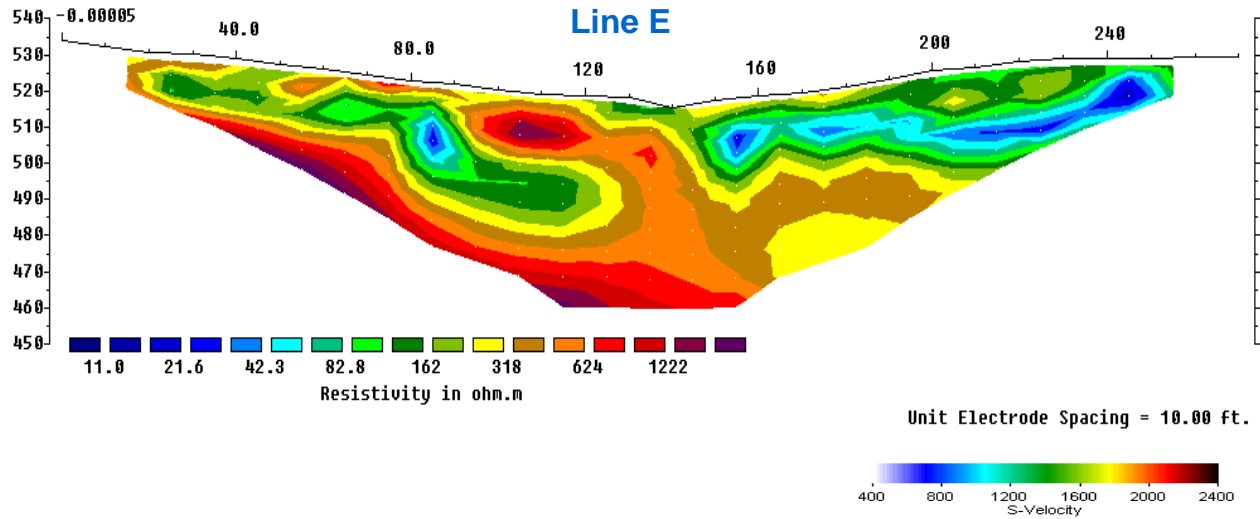 Line E
540 -0.00005
530 40.0 80.0 120 160 200 240
520
510
500
490
480
470
460
450
11.0 21.6 42.3 82.8 162 318 624 1222
Resistivity in ohm.m
Unit Electrode Spacing = 10.00 ft.
400 800 1200 1600 2000 2400
S-Velocity